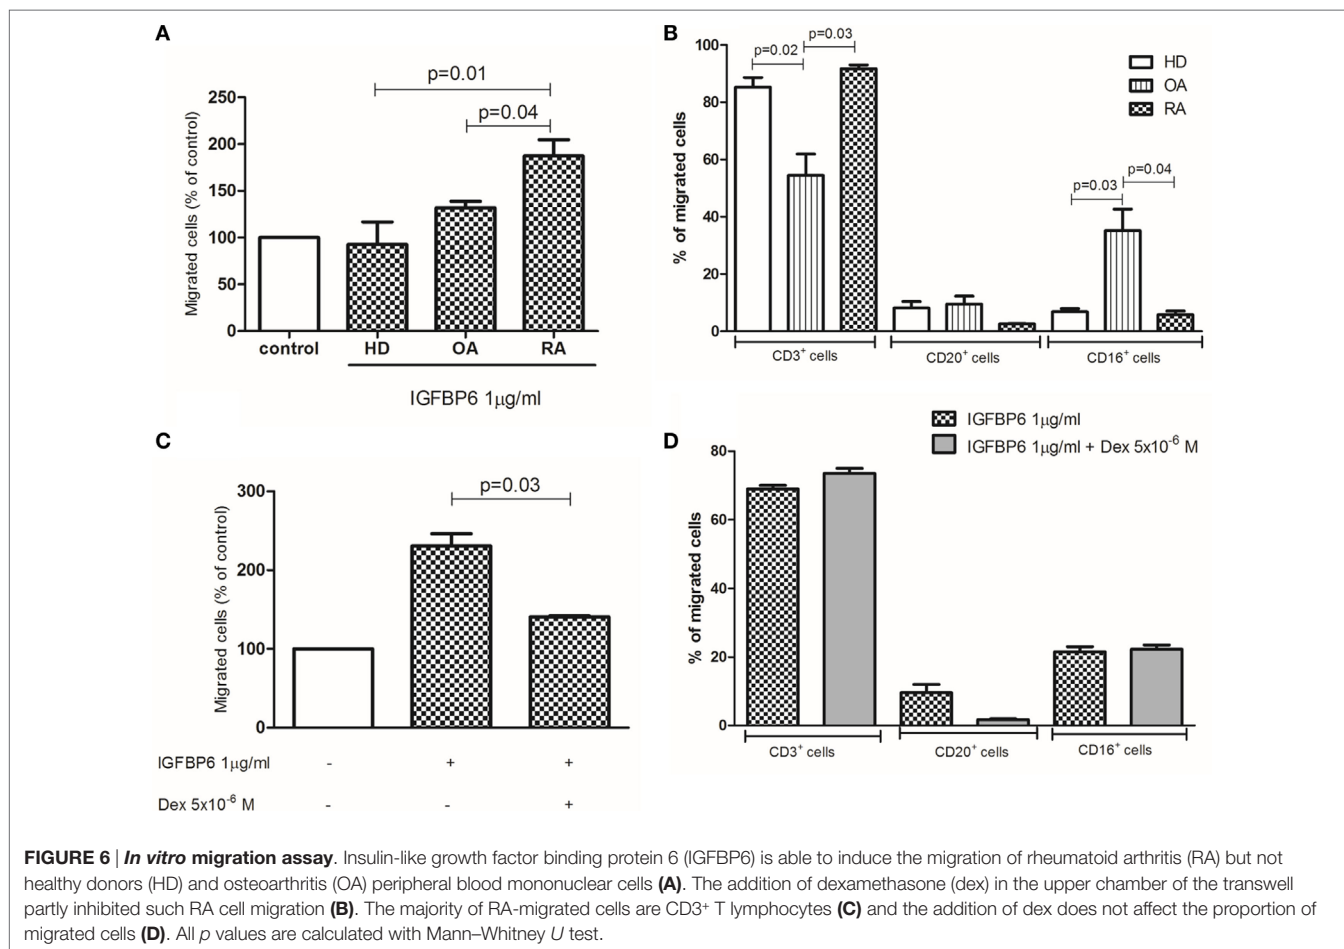 A
p=0.01
p=0.04
250
200
150
100
50
0
Migrated cells (% of control)
control HD OA RA
IGFBP6 1μg/ml
B
p=0.03
p=0.02
HD
OA
RA
p=0.04
p=0.03
100
80
60
40
20
0
% of migrated cells
CD3⁺ cells CD20⁺ cells CD16⁺ cells
C
p=0.03
300
200
100
0
Migrated cells (% of control)
IGFBP6 1μg/ml - + +
Dex 5x10⁻⁶ M - - +
D
IGFBP6 1μg/ml
IGFBP6 1μg/ml + Dex 5x10⁻⁶ M
80
60
40
20
0
% of migrated cells
CD3⁺ cells CD20⁺ cells CD16⁺ cells
FIGURE 6 | In vitro migration assay. Insulin-like growth factor binding protein 6 (IGFBP6) is able to induce the migration of rheumatoid arthritis (RA) but not
healthy donors (HD) and osteoarthritis (OA) peripheral blood mononuclear cells (A). The addition of dexamethasone (dex) in the upper chamber of the transwell
partly inhibited such RA cell migration (B). The majority of RA-migrated cells are CD3⁺ T lymphocytes (C) and the addition of dex does not affect the proportion of
migrated cells (D). All p values are calculated with Mann–Whitney U test.